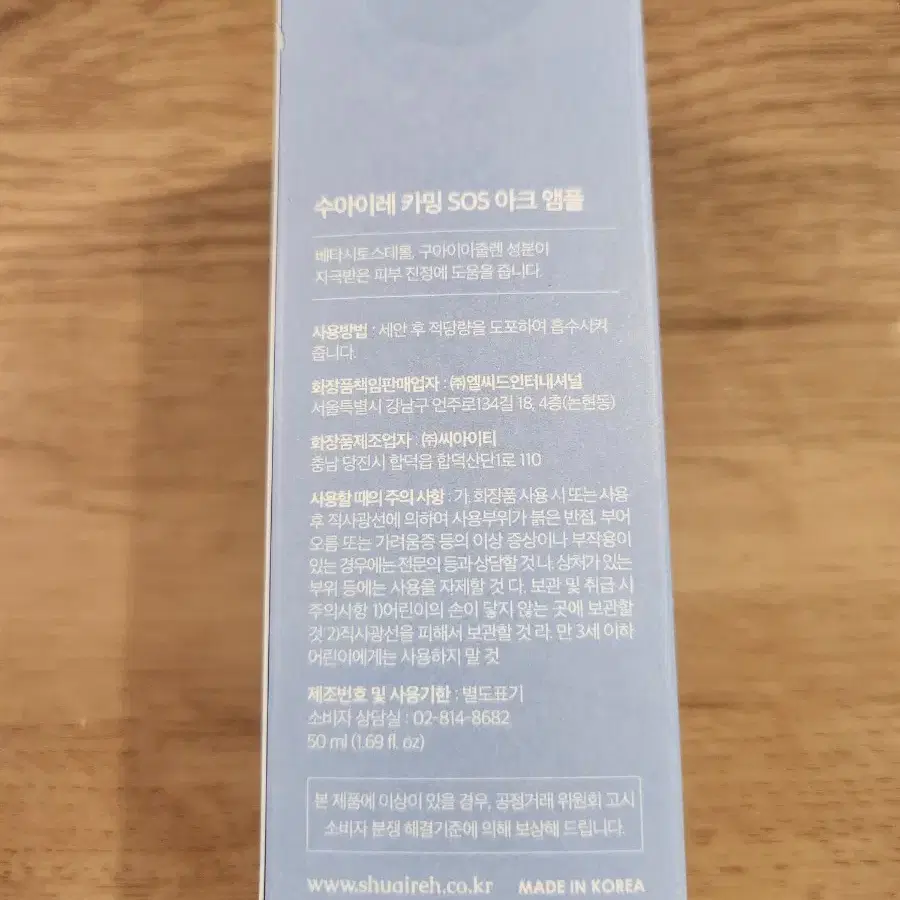 수아이레 카밍 SOS 아크 앰플
베타시토스테롤, 구아이아줄렌 성분이
자극받은 피부 진정에 도움을 줍니다.
사용방법 : 세안 후 적당량을 도포하여 흡수시켜
줍니다.
화장품책임판매업자 : ㈜엘씨드인터내셔널
서울특별시 강남구 언주로134길 18, 4층(논현동)
화장품제조업자 : ㈜씨아이티
충남 당진시 합덕읍 합덕산단1로 110
사용할 때의 주의 사항 : 가. 화장품 사용 시 또는 사용
후 직사광선에 의하여 사용부위가 붉은 반점, 부어
오름 또는 가려움증 등의 이상 증상이나 부작용이
있는 경우에는 전문의 등과 상담할 것 나. 상처가 있는
부위 등에는 사용을 자제할 것 다. 보관 및 취급 시
주의사항 1)어린이의 손이 닿지 않는 곳에 보관할
것 2)직사광선을 피해서 보관할 것 라. 만 3세 이하
어린이에게는 사용하지 말 것
제조번호 및 사용기한 : 별도표기
소비자 상담실 : 02-814-8682
50 ml (1.69 fl. oz)
본 제품에 이상이 있을 경우, 공정거래 위원회 고시
소비자 분쟁 해결기준에 의해 보상해 드립니다.
www.shuaireh.co.kr MADE IN KOREA